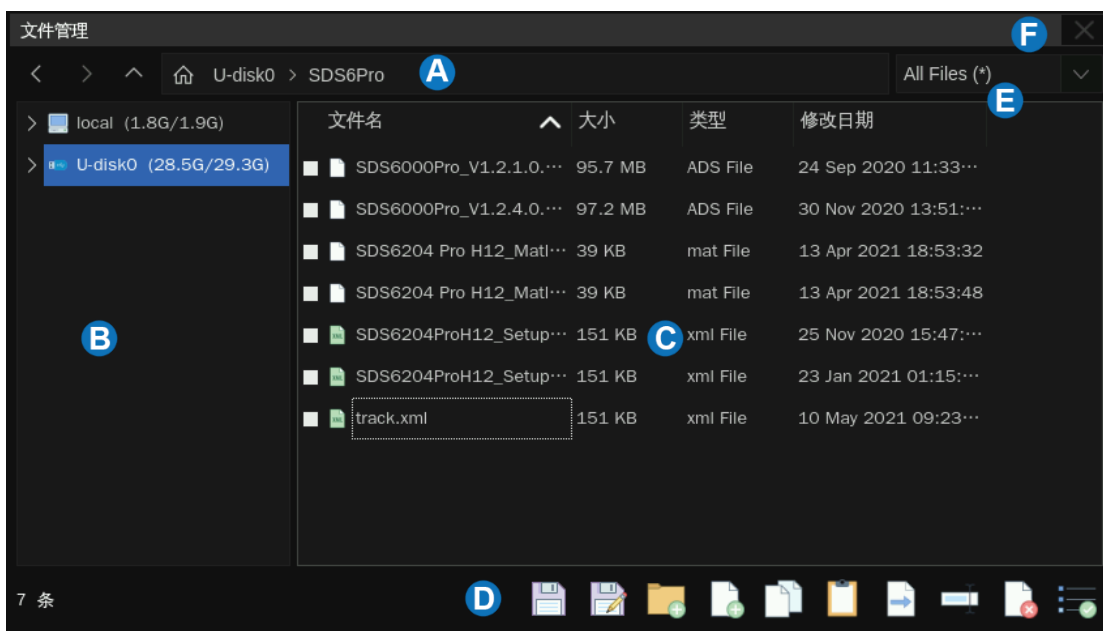 文件管理
F
U-disk0 > SDS6Pro
A
All Files (*)
E
local (1.8G/1.9G)
U-disk0 (28.5G/29.3G)
B
文件名 大小 类型 修改日期
SDS6000Pro_V1.2.1.0.··· 95.7 MB ADS File 24 Sep 2020 11:33···
SDS6000Pro_V1.2.4.0.··· 97.2 MB ADS File 30 Nov 2020 13:51:···
SDS6204 Pro H12_Matl··· 39 KB mat File 13 Apr 2021 18:53:32
SDS6204 Pro H12_Matl··· 39 KB mat File 13 Apr 2021 18:53:48
SDS6204ProH12_Setup··· 151 KB C xml File 25 Nov 2020 15:47:···
SDS6204ProH12_Setup··· 151 KB xml File 23 Jan 2021 01:15:···
track.xml 151 KB xml File 10 May 2021 09:23···
7 条
D